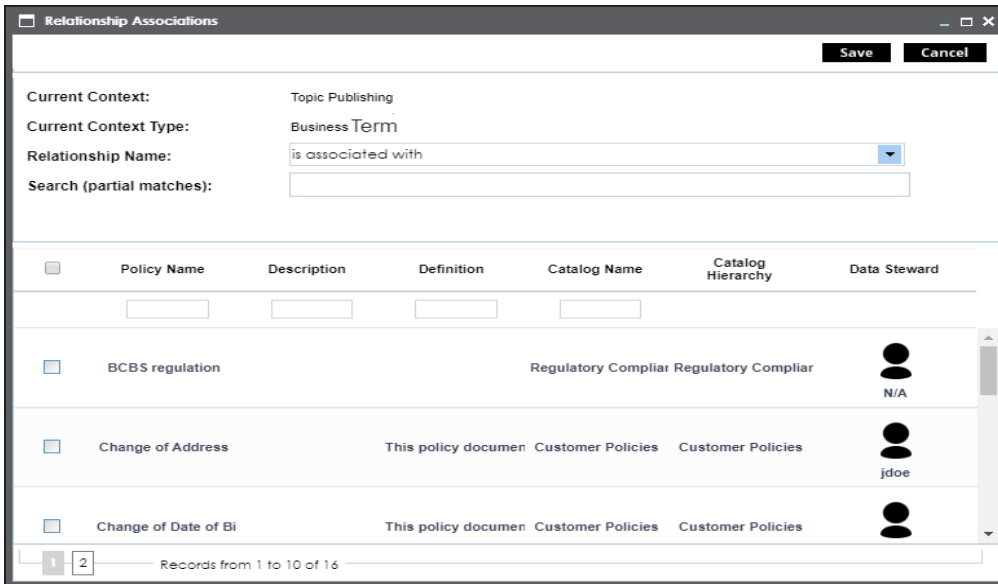 Relationship Associations
Save Cancel
Current Context: Topic Publishing
Current Context Type: Business Term
Relationship Name: is associated with
Search (partial matches):
Policy Name Description Definition Catalog Name Catalog Hierarchy Data Steward
BCBS regulation Regulatory Compliar Regulatory Compliar
N/A
Change of Address This policy documen Customer Policies Customer Policies
jdoe
Change of Date of Bi This policy documen Customer Policies Customer Policies
1 2 Records from 1 to 10 of 16